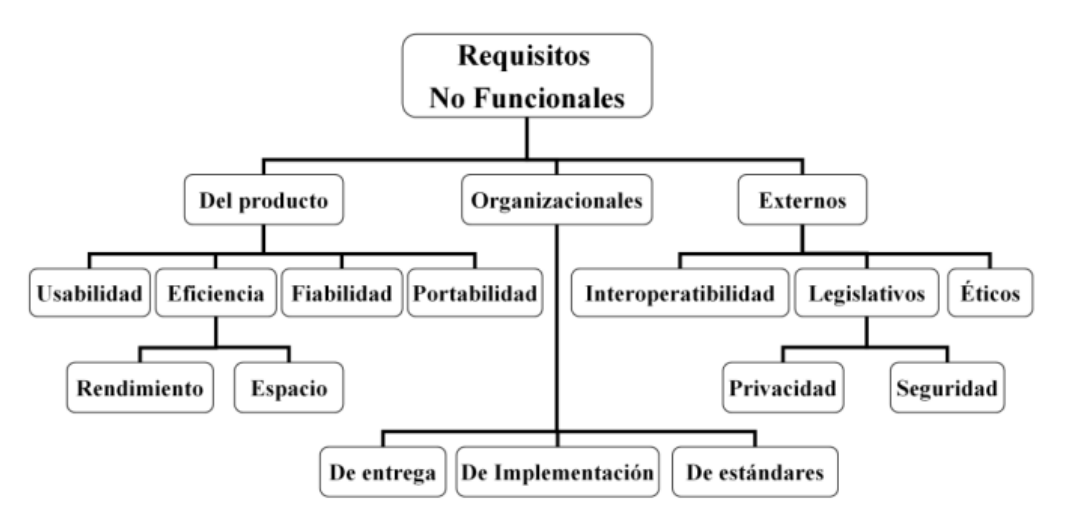 Requisitos
No Funcionales
Del producto
Organizacionales
Externos
Usabilidad
Eficiencia
Fiabilidad
Portabilidad
Interoperatibilidad
Legislativos
Éticos
Rendimiento
Espacio
Privacidad
Seguridad
De entrega
De Implementación
De estándares